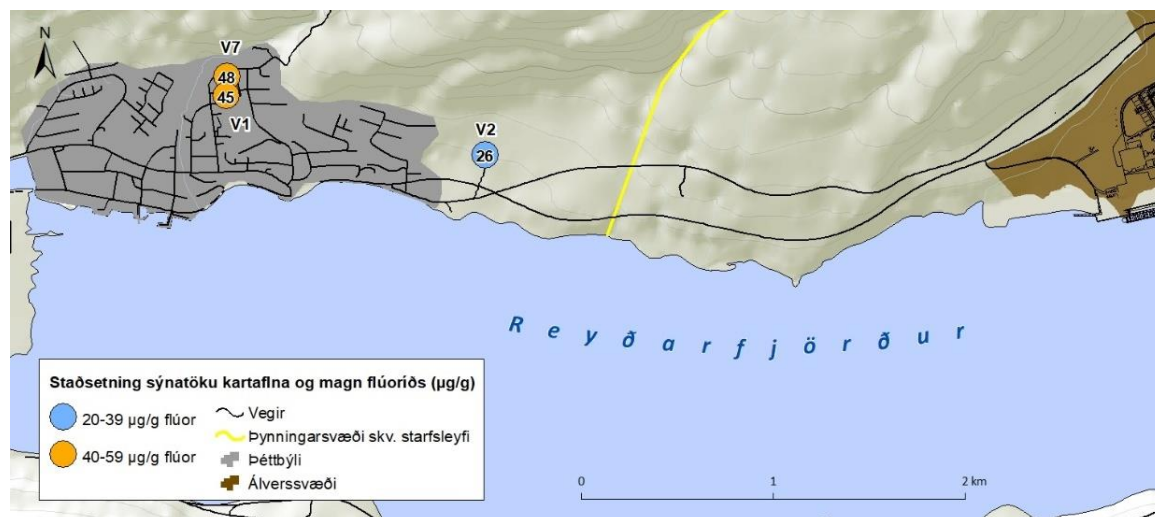 N
V7
48
45
V1
V2
26
Reyðarfjörður
Staðsetning sýnatöku kartaflna og magn flúoríðs (µg/g)
20-39 µg/g flúor
40-59 µg/g flúor
Vegir
Þynningarsvæði skv. starfsleyfi
Þéttbýli
Álverssvæði
0 1 2 km